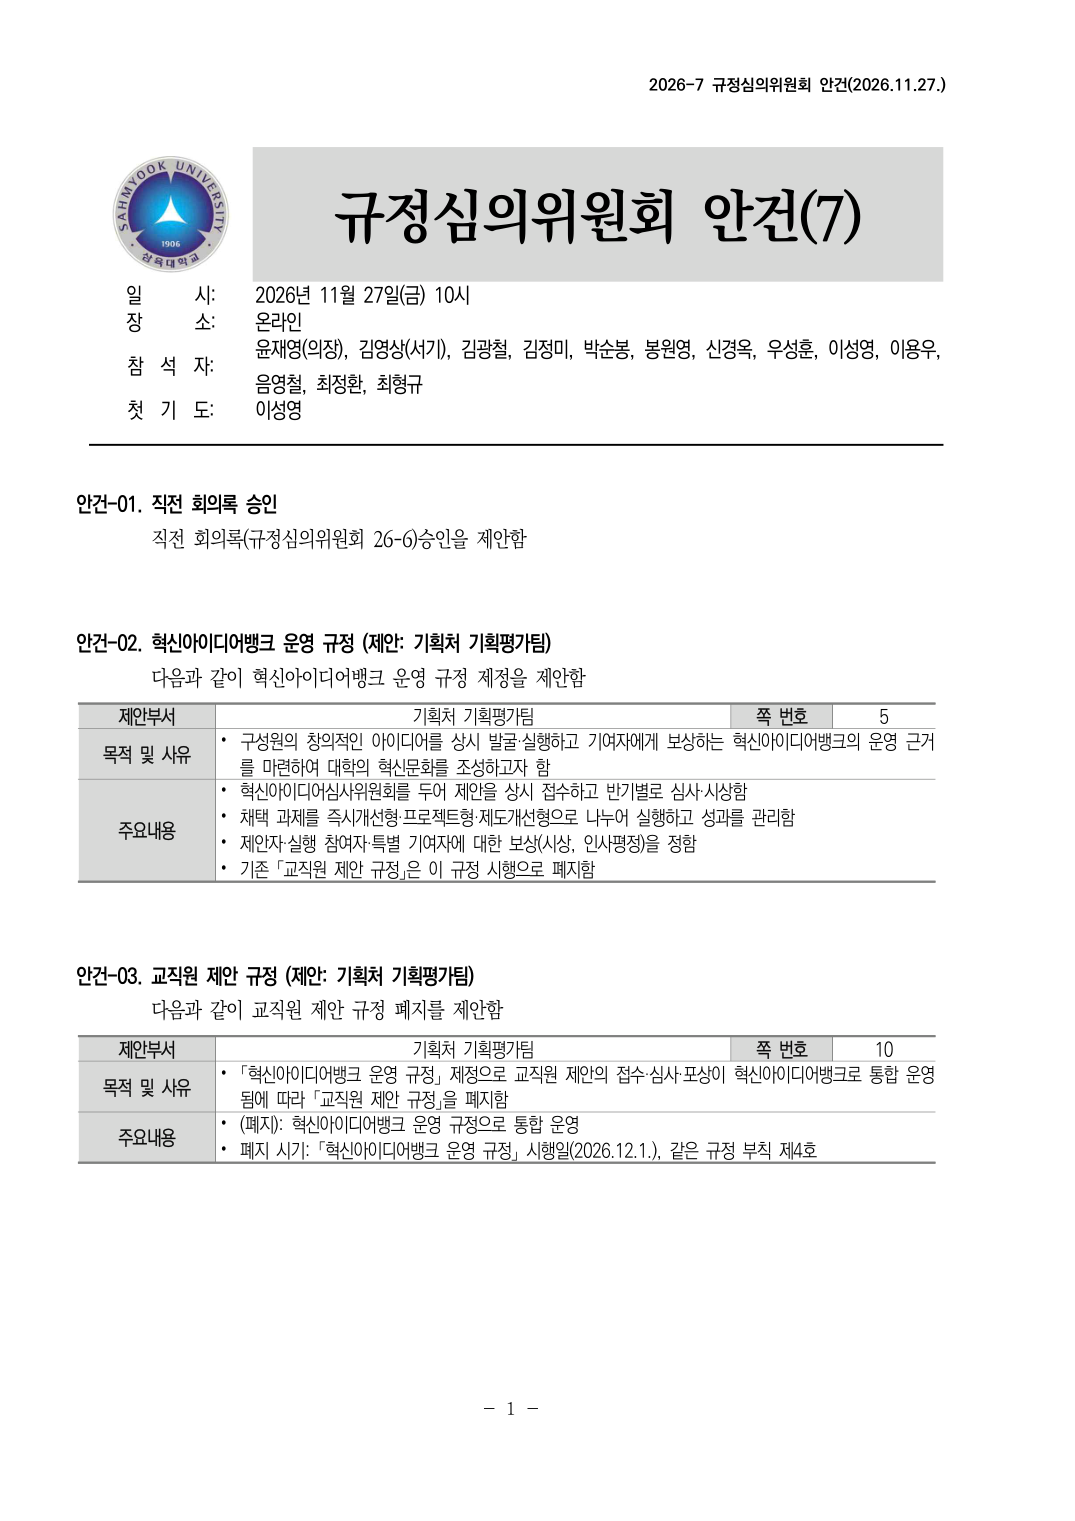 2026-7 규정심의위원회 안건(2026.11.27.)
SAHMYOOK UNIVERSITY
1906
삼육대학교
규정심의위원회 안건(7)
일 시: 2026년 11월 27일(금) 10시
장 소: 온라인
참 석 자: 윤재영(의장), 김영상(서기), 김광철, 김정미, 박순봉, 봉원영, 신경옥, 우성훈, 이성영, 이용우,
음영철, 최정환, 최형규
첫 기 도: 이성영
안건-01. 직전 회의록 승인
직전 회의록(규정심의위원회 26-6)승인을 제안함
안건-02. 혁신아이디어뱅크 운영 규정 (제안: 기획처 기획평가팀)
다음과 같이 혁신아이디어뱅크 운영 규정 제정을 제안함
제안부서 기획처 기획평가팀 쪽 번호 5
목적 및 사유
• 구성원의 창의적인 아이디어를 상시 발굴·실행하고 기여자에게 보상하는 혁신아이디어뱅크의 운영 근거
를 마련하여 대학의 혁신문화를 조성하고자 함
주요내용
• 혁신아이디어심사위원회를 두어 제안을 상시 접수하고 반기별로 심사·시상함
• 채택 과제를 즉시개선형·프로젝트형·제도개선형으로 나누어 실행하고 성과를 관리함
• 제안자·실행 참여자·특별 기여자에 대한 보상(시상, 인사평정)을 정함
• 기존 「교직원 제안 규정」은 이 규정 시행으로 폐지함
안건-03. 교직원 제안 규정 (제안: 기획처 기획평가팀)
다음과 같이 교직원 제안 규정 폐지를 제안함
제안부서 기획처 기획평가팀 쪽 번호 10
목적 및 사유
• 「혁신아이디어뱅크 운영 규정」 제정으로 교직원 제안의 접수·심사·포상이 혁신아이디어뱅크로 통합 운영
됨에 따라 「교직원 제안 규정」을 폐지함
주요내용
• (폐지): 혁신아이디어뱅크 운영 규정으로 통합 운영
• 폐지 시기: 「혁신아이디어뱅크 운영 규정」 시행일(2026.12.1.), 같은 규정 부칙 제4호
- 1 -